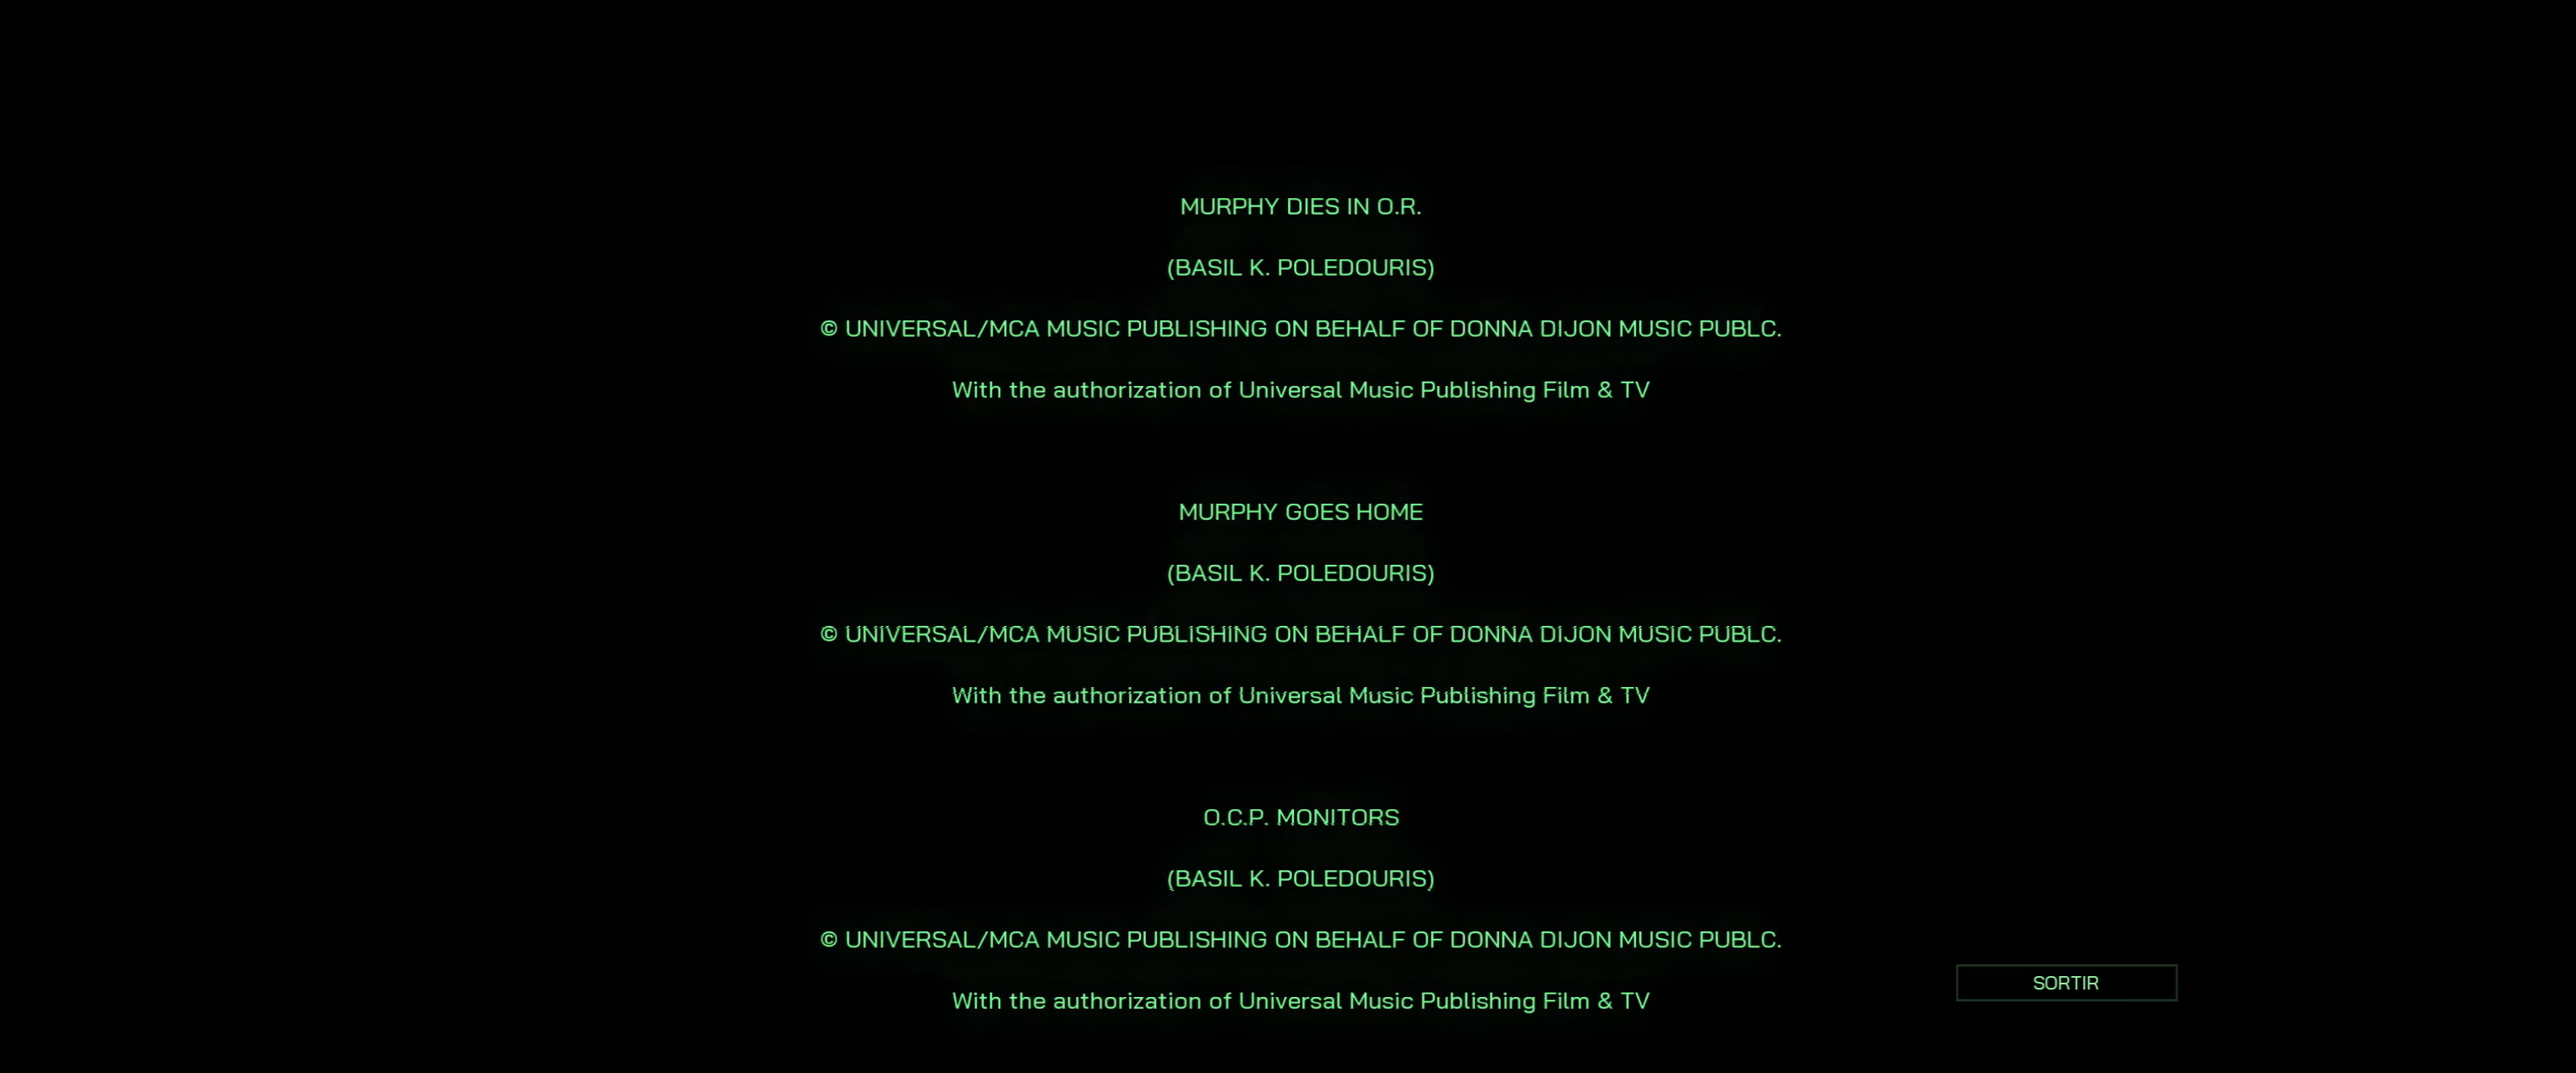 MURPHY DIES IN O.R.
(BASIL K. POLEDOURIS)
© UNIVERSAL/MCA MUSIC PUBLISHING ON BEHALF OF DONNA DIJON MUSIC PUBLC.
With the authorization of Universal Music Publishing Film & TV
MURPHY GOES HOME
(BASIL K. POLEDOURIS)
© UNIVERSAL/MCA MUSIC PUBLISHING ON BEHALF OF DONNA DIJON MUSIC PUBLC.
With the authorization of Universal Music Publishing Film & TV
O.C.P. MONITORS
(BASIL K. POLEDOURIS)
© UNIVERSAL/MCA MUSIC PUBLISHING ON BEHALF OF DONNA DIJON MUSIC PUBLC.
With the authorization of Universal Music Publishing Film & TV
SORTIR